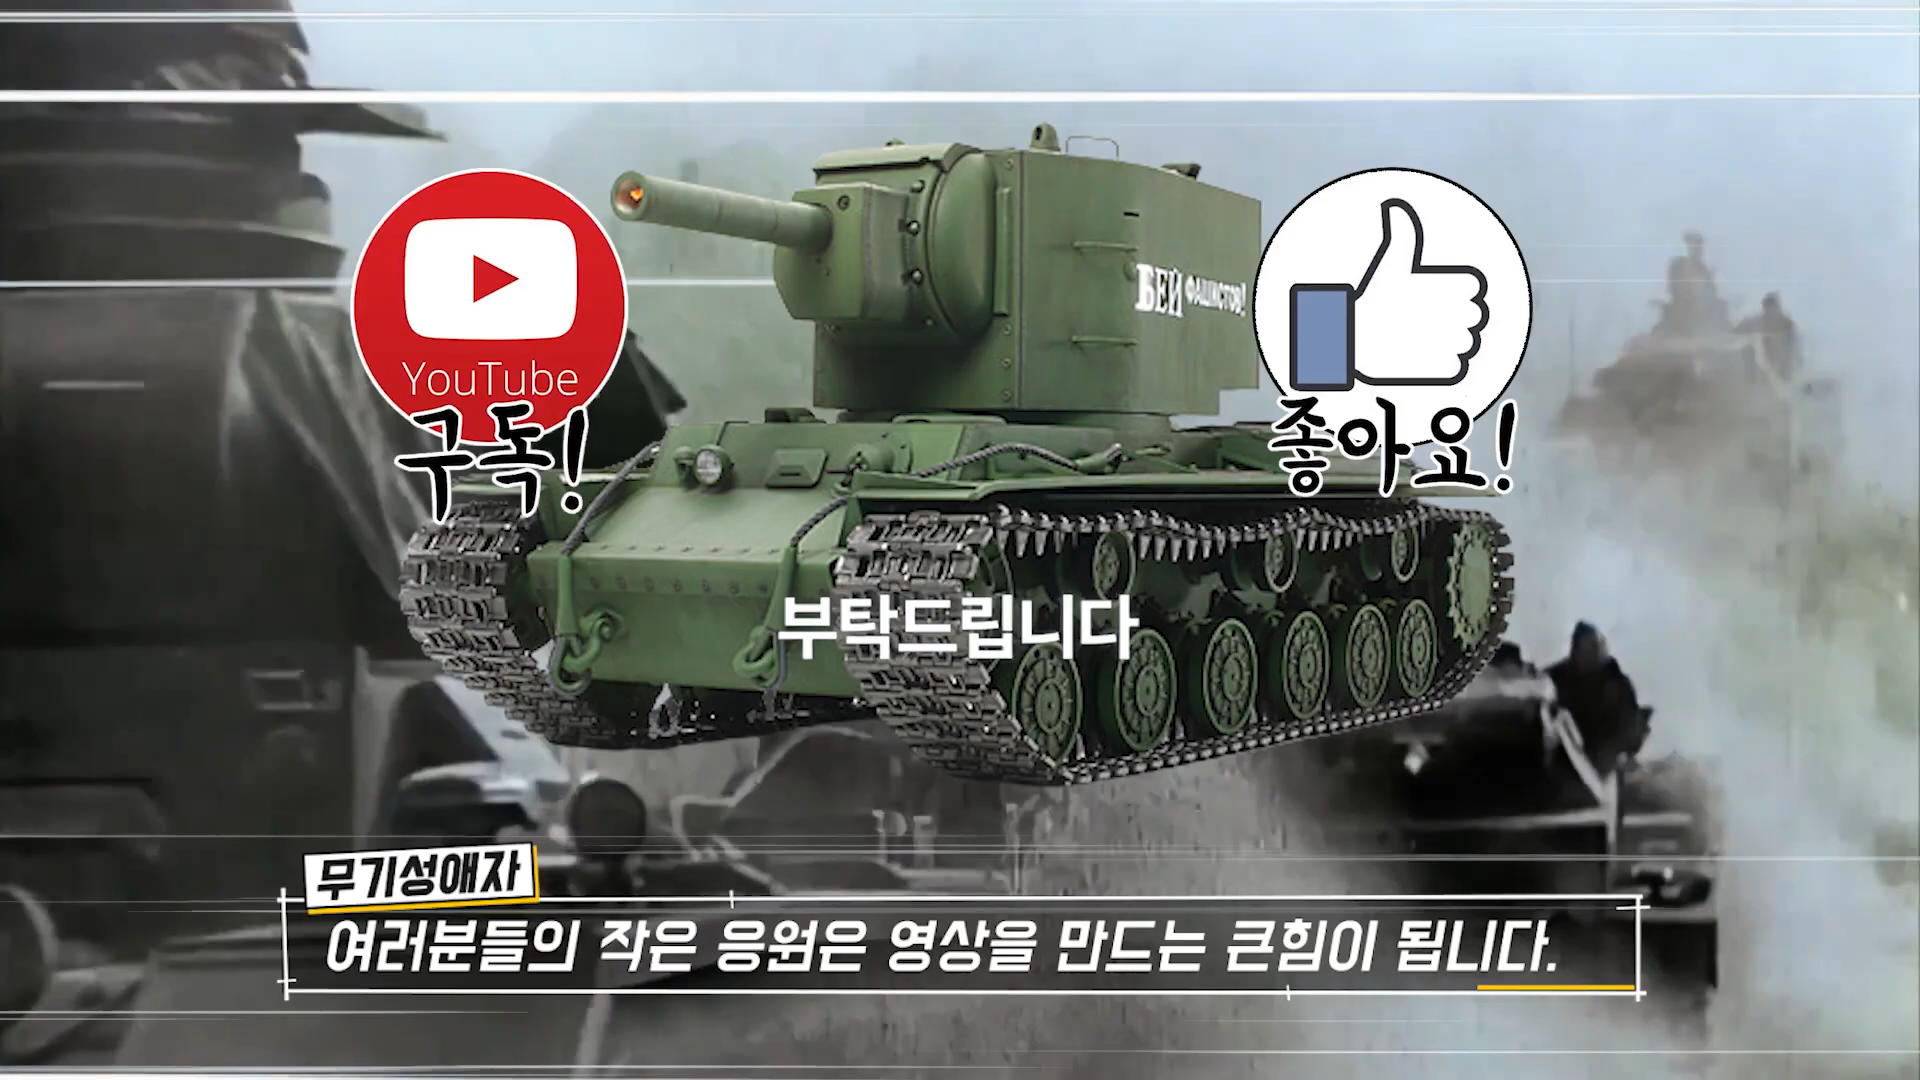 БЕЙ ФАШИСТОВ!
YouTube
구독!
좋아요!
부탁드립니다
무기성애자
여러분들의 작은 응원은 영상을 만드는 큰힘이 됩니다.